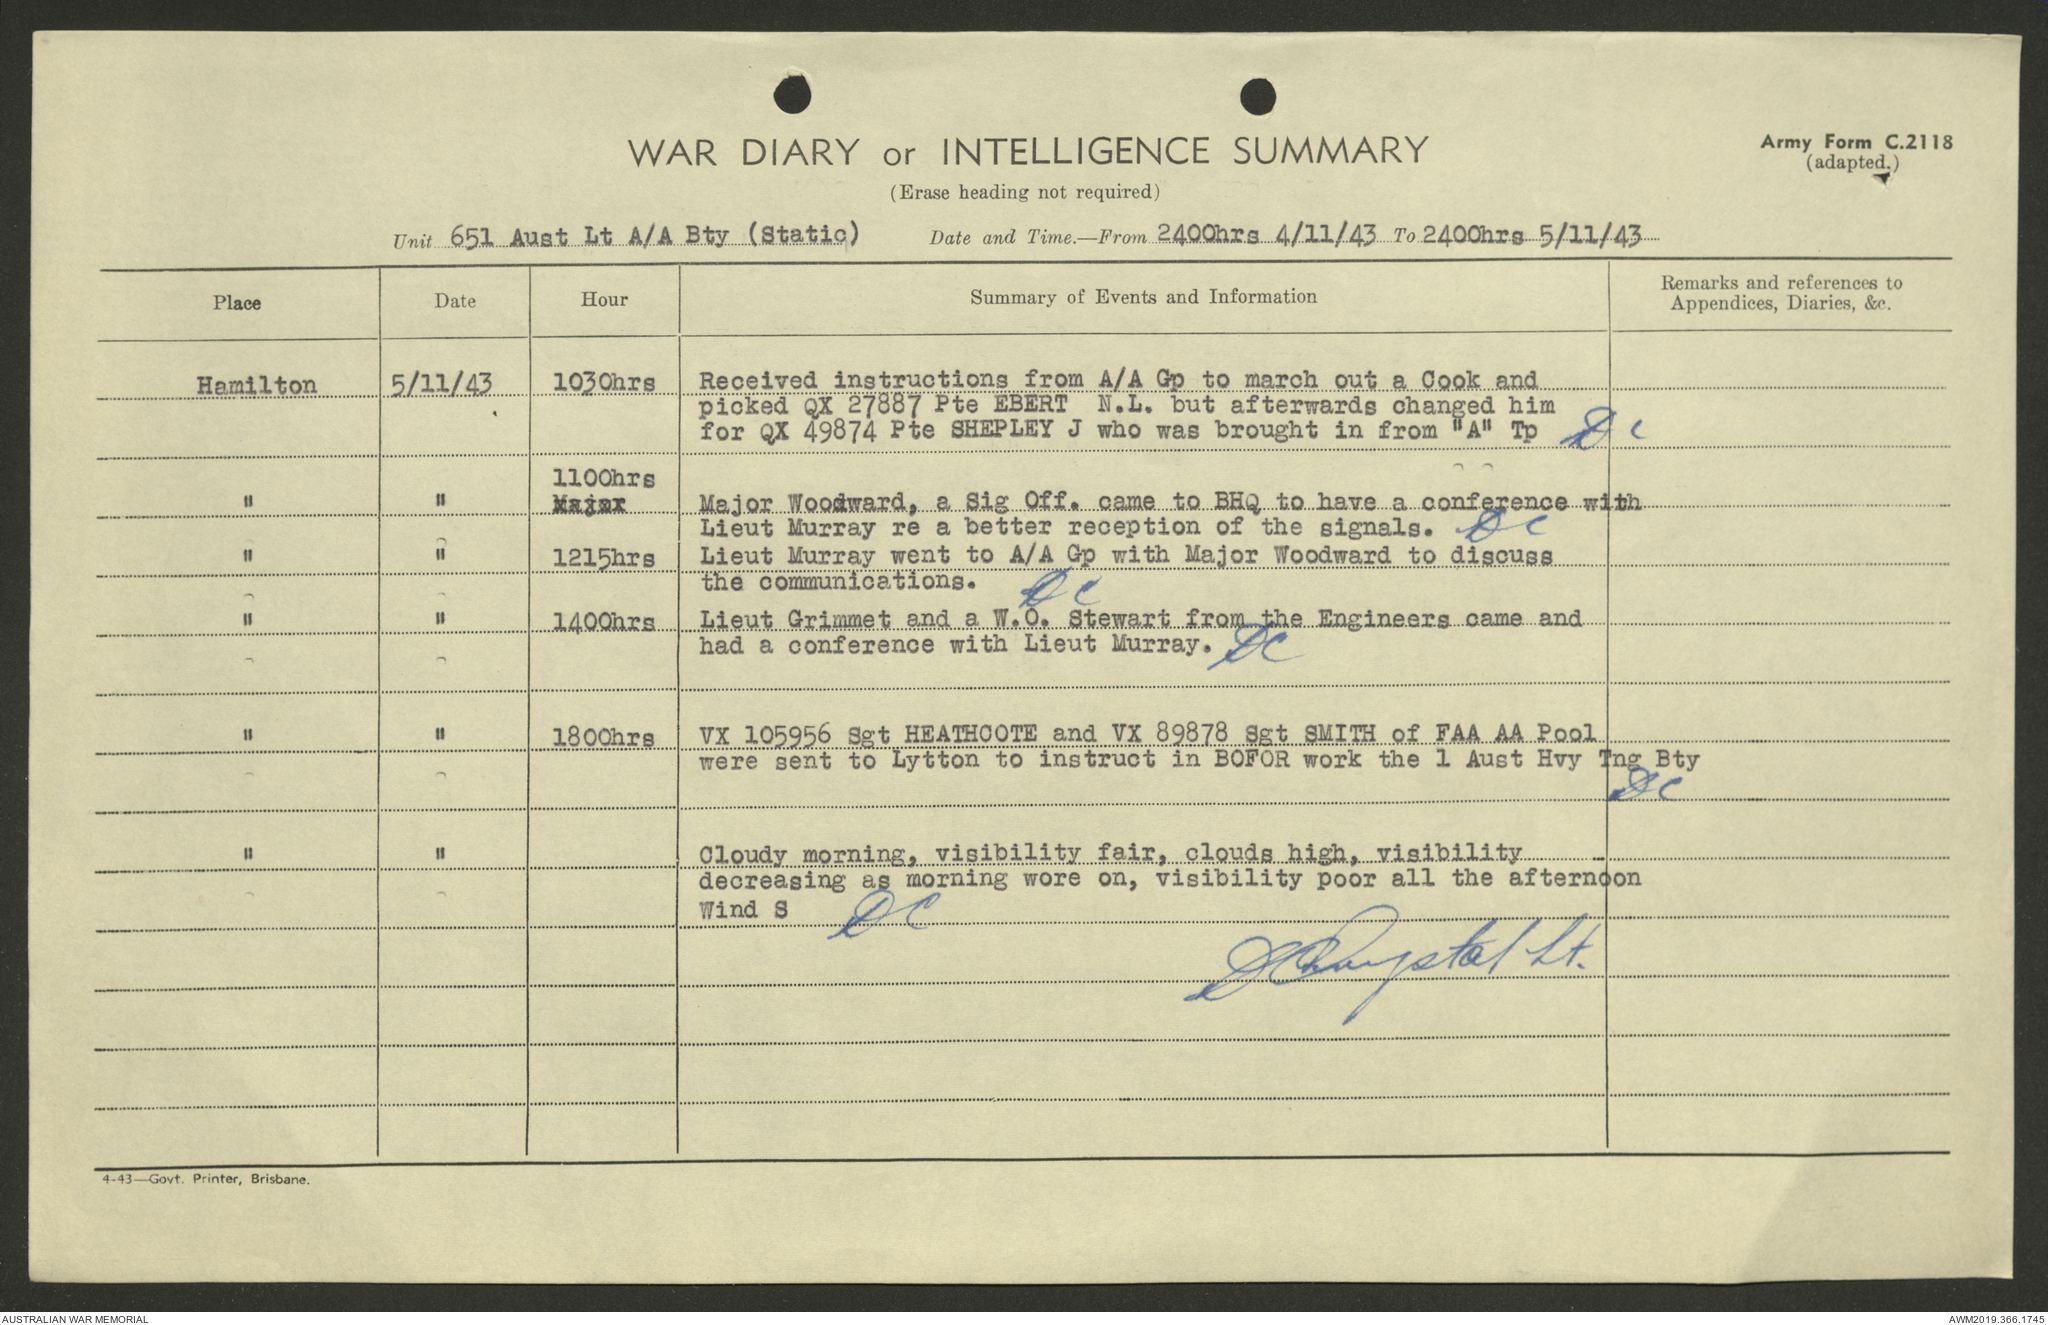 WAR DIARY or INTELLIGENCE SUMMARY
Army Form C.2118
(adapted.)
(Erase heading not required)
Unit 651 Aust Lt A/A Bty (Static) Date and Time.—From 2400hrs 4/11/43 To 2400hrs 5/11/43
Place Date Hour Summary of Events and Information Remarks and references to
Appendices, Diaries, &c.
Hamilton 5/11/43 1030hrs Received instructions from A/A Gp to march out a Cook and
picked QX 27887 Pte EBERT N.L. but afterwards changed him
for QX 49874 Pte SHEPLEY J who was brought in from "A" Tp DC
1100hrs
" " Major Major Woodward, a Sig Off. came to BHQ to have a conference with
Lieut Murray re a better reception of the signals. DC
" " 1215hrs Lieut Murray went to A/A Gp with Major Woodward to discuss
the communications. DC
" " 1400hrs Lieut Grimmet and a W.O. Stewart from the Engineers came and
had a conference with Lieut Murray. DC
" " 1800hrs VX 105956 Sgt HEATHCOTE and VX 89878 Sgt SMITH of FAA AA Pool
were sent to Lytton to instruct in BOFOR work the 1 Aust Hvy Tng Bty
DC
" " Cloudy morning, visibility fair, clouds high, visibility
decreasing as morning wore on, visibility poor all the afternoon
Wind S DC
D Chrystal Lt.
4-43—Govt. Printer, Brisbane.
AUSTRALIAN WAR MEMORIAL AWM2019.366.1745